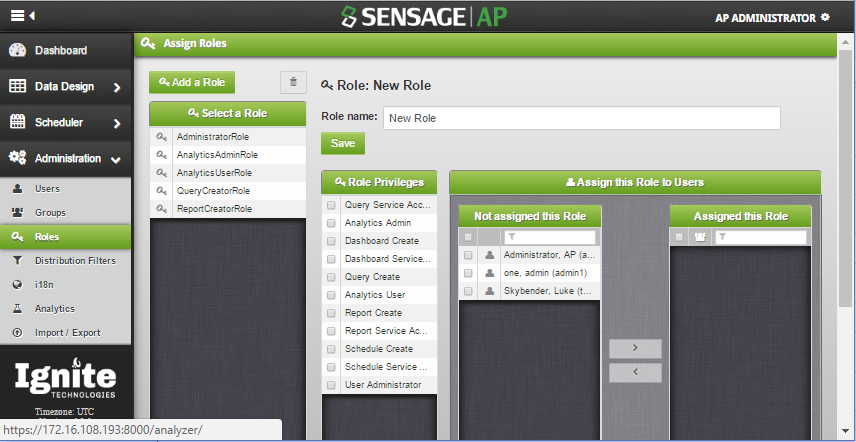 SENSAGE AP
AP ADMINISTRATOR
Dashboard
Data Design
Scheduler
Administration
Users
Groups
Roles
Distribution Filters
i18n
Analytics
Import / Export
Ignite
TECHNOLOGIES
Timezone: UTC
https://172.16.108.193:8000/analyzer/
Assign Roles
Add a Role
Select a Role
AdministratorRole
AnalyticsAdminRole
AnalyticsUserRole
QueryCreatorRole
ReportCreatorRole
Role: New Role
Role name: New Role
Save
Role Privileges
Query Service Acc...
Analytics Admin
Dashboard Create
Dashboard Service...
Query Create
Analytics User
Report Create
Report Service Ac...
Schedule Create
Schedule Service ...
User Administrator
Assign this Role to Users
Not assigned this Role
Administrator, AP (a...
one, admin (admin1)
Skybender, Luke (t...
Assigned this Role